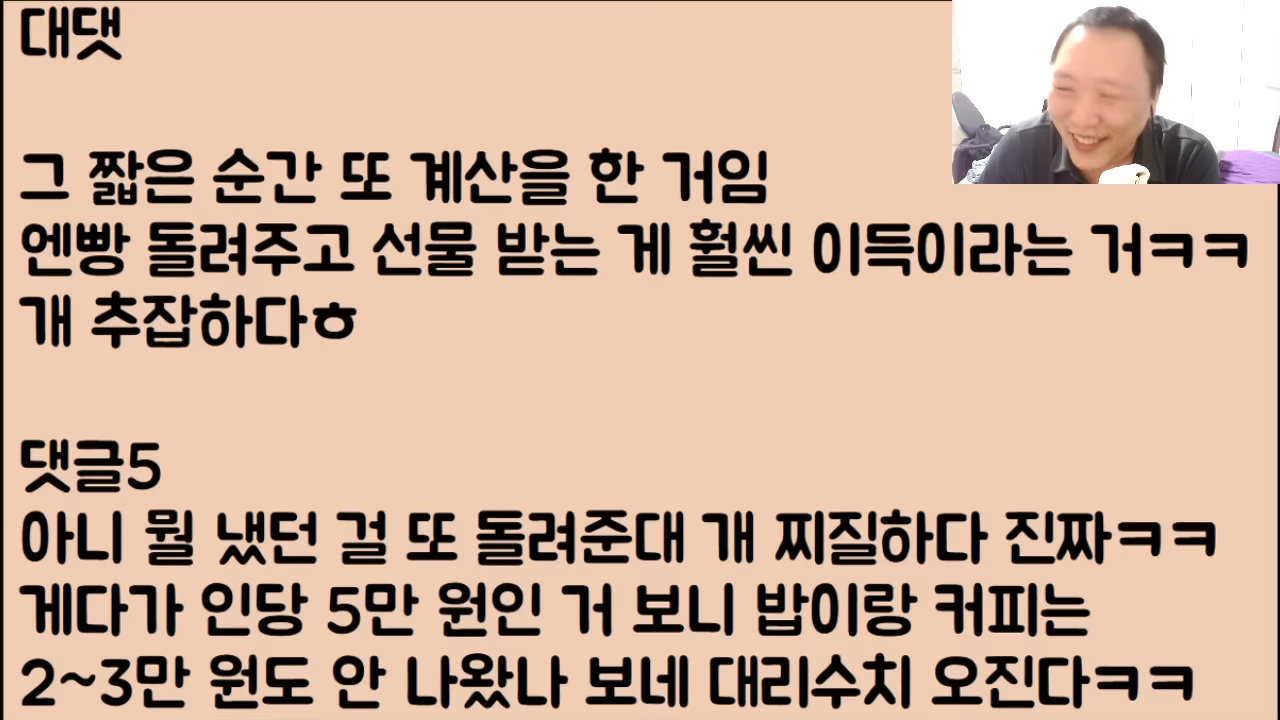 대댓
그 짧은 순간 또 계산을 한 거임
엔빵 돌려주고 선물 받는 게 훨씬 이득이라는 거ㅋㅋ
개 추잡하다ㅎ
댓글5
아니 뭘 냈던 걸 또 돌려준대 개 찌질하다 진짜ㅋㅋ
게다가 인당 5만 원인 거 보니 밥이랑 커피는
2~3만 원도 안 나왔나 보네 대리수치 오진다ㅋㅋ